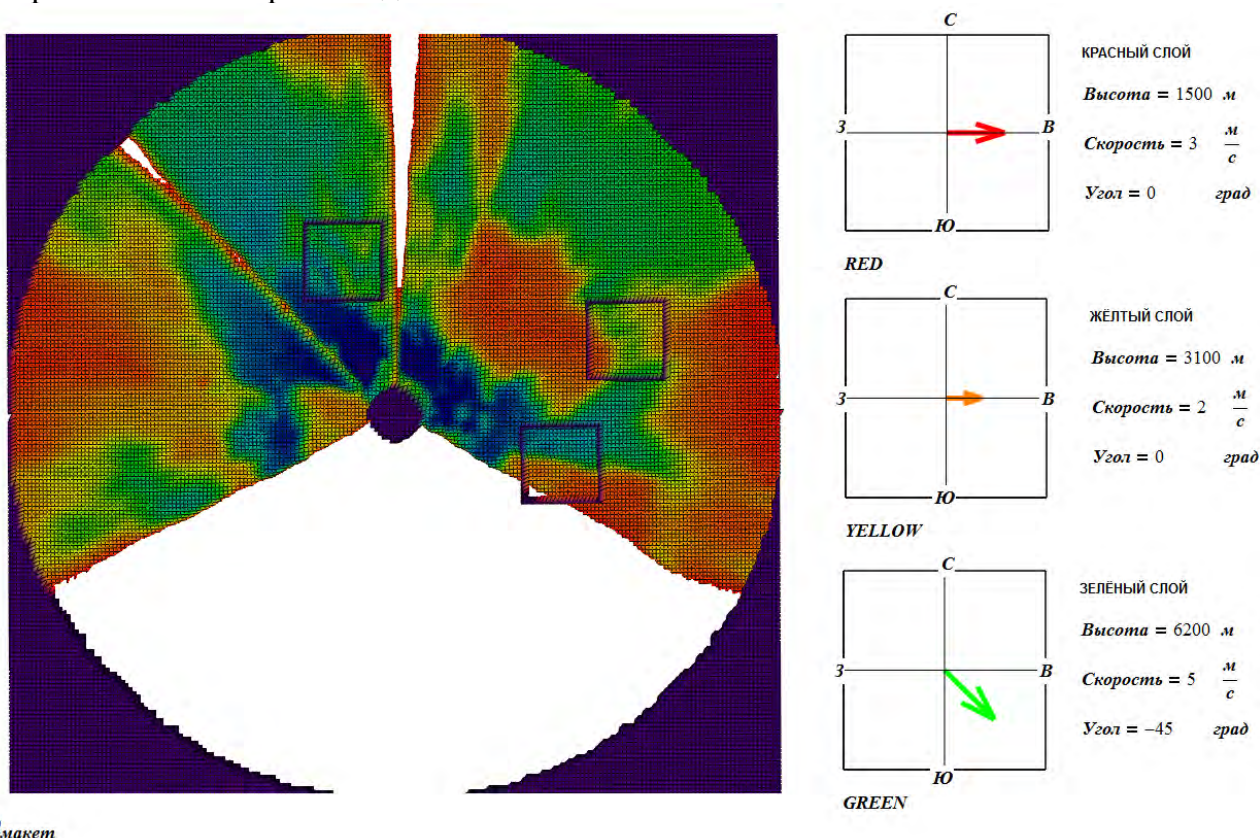 С
З
В
Ю
КРАСНЫЙ СЛОЙ
Высота = 1500 м
Скорость = 3 м/с
Угол = 0 град
RED
С
З
В
Ю
ЖЁЛТЫЙ СЛОЙ
Высота = 3100 м
Скорость = 2 м/с
Угол = 0 град
YELLOW
С
З
В
Ю
ЗЕЛЁНЫЙ СЛОЙ
Высота = 6200 м
Скорость = 5 м/с
Угол = −45 град
GREEN
макет